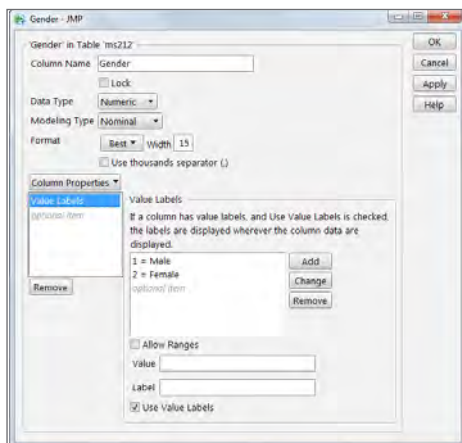 Gender - JMP
'Gender' in Table 'ms212'
OK
Column Name Gender
Cancel
Lock
Apply
Data Type Numeric
Help
Modeling Type Nominal
Format Best Width 15
Use thousands separator (,)
Column Properties
Value Labels
optional item
Remove
Value Labels
If a column has value labels, and Use Value Labels is checked,
the labels are displayed wherever the column data are
displayed.
1 = Male
2 = Female
optional item
Add
Change
Remove
Allow Ranges
Value
Label
Use Value Labels